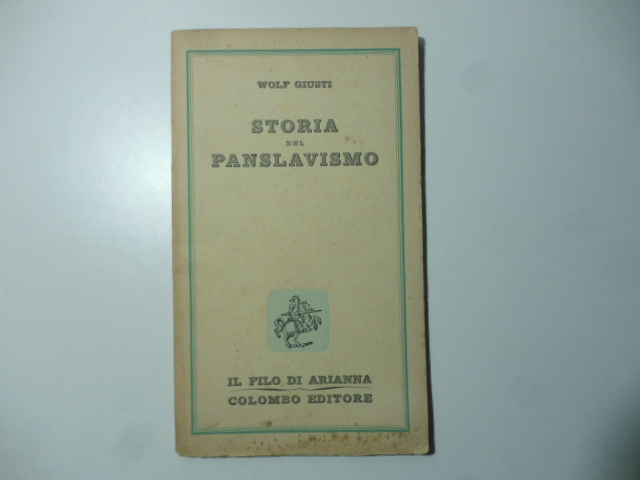 WOLF GIUSTI
STORIA
DEL
PANSLAVISMO
IL FILO DI ARIANNA
COLOMBO EDITORE